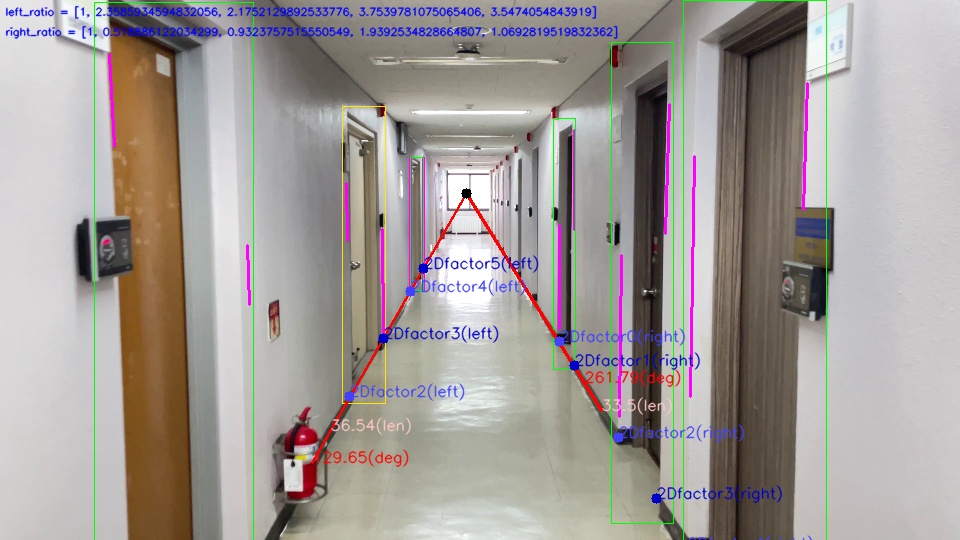 left_ratio = [1, 2.3585934594832056, 2.1752129892533776, 3.7539781075065406, 3.5474054843919]
right_ratio = [1, 0.9323757515550549, 1.9392534828664807, 1.0692819519832362]
2Dfactor5(left)
2Dfactor4(left)
2Dfactor3(left)
2Dfactor0(right)
2Dfactor1(right)
261.79(deg)
2Dfactor2(left)
33.5(len)
36.54(len)
2Dfactor2(right)
29.65(deg)
2Dfactor3(right)